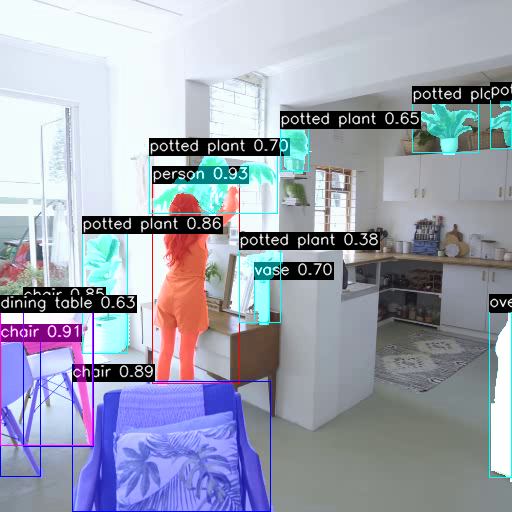 potted plc
pot
potted plant 0.65
potted plant 0.70
person 0.93
potted plant 0.86
potted plant 0.38
vase 0.70
chair 0.85
dining table 0.63
ove
chair 0.91
chair 0.89